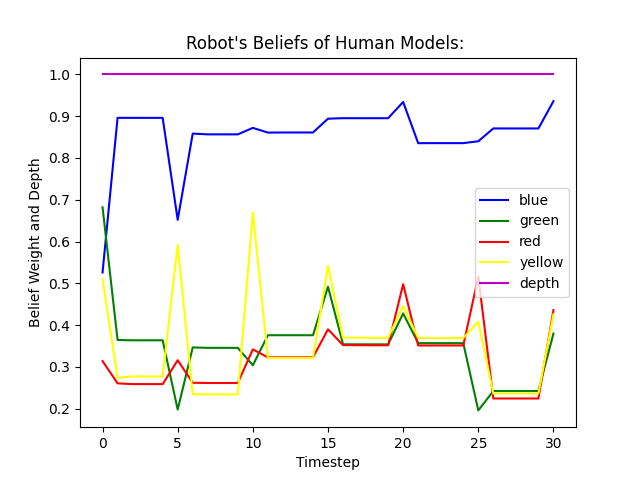 Robot's Beliefs of Human Models:
Belief Weight and Depth
1.0
0.9
0.8
0.7
0.6
0.5
0.4
0.3
0.2
blue
green
red
yellow
depth
0 5 10 15 20 25 30
Timestep